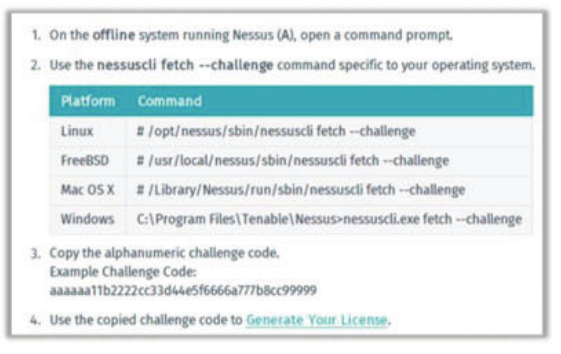 1. On the offline system running Nessus (A), open a command prompt.
2. Use the nessuscli fetch --challenge command specific to your operating system.
Platform Command
Linux # /opt/nessus/sbin/nessuscli fetch --challenge
FreeBSD # /usr/local/nessus/sbin/nessuscli fetch --challenge
Mac OS X # /Library/Nessus/run/sbin/nessuscli fetch --challenge
Windows C:\Program Files\Tenable\Nessus>nessuscli.exe fetch --challenge
3. Copy the alphanumeric challenge code.
Example Challenge Code:
aaaaaa11b2222cc33d44e5f6666a777b8cc99999
4. Use the copied challenge code to Generate Your License.